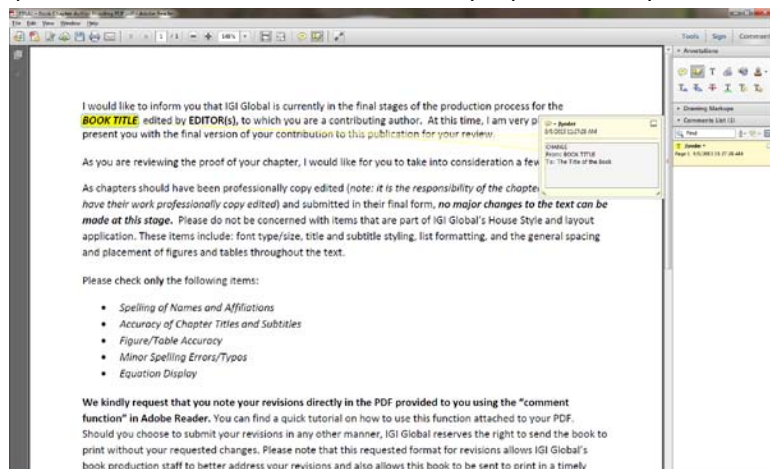 File Edit View Window Help
1 / 1
Tools Sign Comment
Annotations
I would like to inform you that IGI Global is currently in the final stages of the production process for the
BOOK TITLE edited by EDITOR(s), to which you are a contributing author. At this time, I am very p
present you with the final version of your contribution to this publication for your review.
As you are reviewing the proof of your chapter, I would like for you to take into consideration a few
As chapters should have been professionally copy edited (note: it is the responsibility of the chapte
have their work professionally copy edited) and submitted in their final form, no major changes to the text can be
made at this stage. Please do not be concerned with items that are part of IGI Global's House Style and layout
application. These items include: font type/size, title and subtitle styling, list formatting, and the general spacing
and placement of figures and tables throughout the text.
Please check only the following items:
• Spelling of Names and Affiliations
• Accuracy of Chapter Titles and Subtitles
• Figure/Table Accuracy
• Minor Spelling Errors/Typos
• Equation Display
We kindly request that you note your revisions directly in the PDF provided to you using the "comment
function" in Adobe Reader. You can find a quick tutorial on how to use this function attached to your PDF.
Should you choose to submit your revisions in any other manner, IGI Global reserves the right to send the book to
print without your requested changes. Please note that this requested format for revisions allows IGI Global's
book production staff to better address your revisions and also allows this book to be sent to print in a timely
CHANGE
From: BOOK TITLE
To: The Title of the Book
Drawing Markups
Comments List (1)
Find